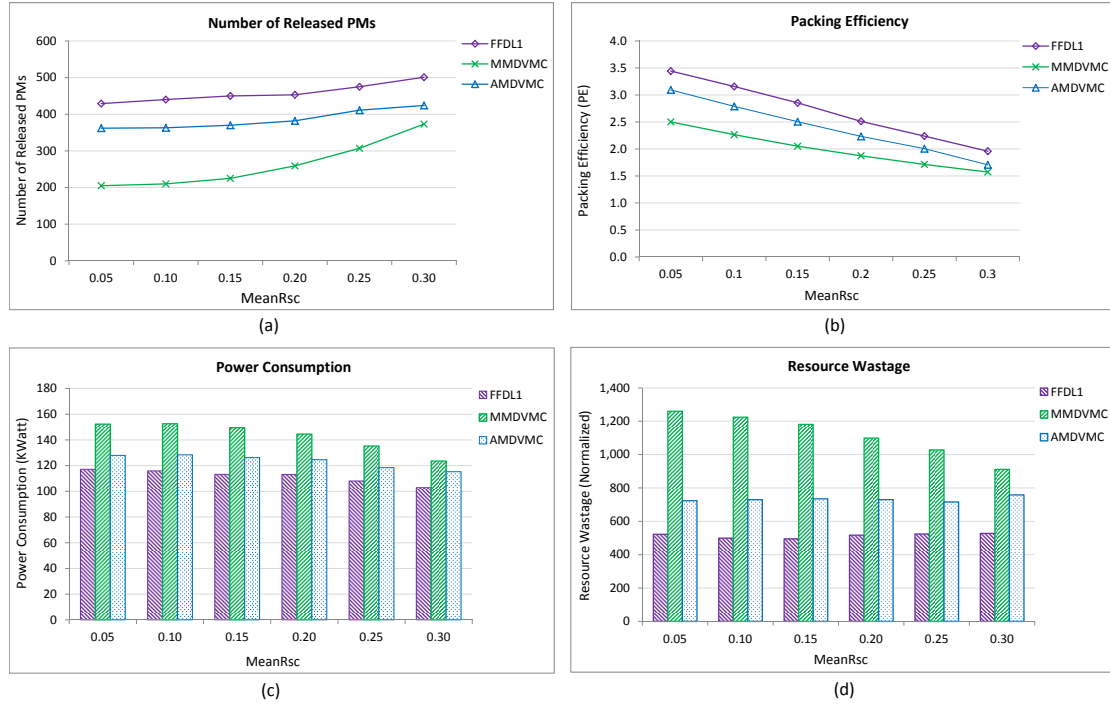 Number of Released PMs
Number of Released PMs
600
500
400
300
200
100
0
0.05 0.10 0.15 0.20 0.25 0.30
MeanRsc
FFDL1
MMDVMC
AMDVMC
(a)
Packing Efficiency
Packing Efficiency (PE)
4.0
3.5
3.0
2.5
2.0
1.5
1.0
0.5
0.0
0.05 0.1 0.15 0.2 0.25 0.3
MeanRsc
FFDL1
MMDVMC
AMDVMC
(b)
Power Consumption
Power Consumption (KWatt)
180
160
140
120
100
80
60
40
20
0
0.05 0.10 0.15 0.20 0.25 0.30
MeanRsc
FFDL1
MMDVMC
AMDVMC
(c)
Resource Wastage
Resource Wastage (Normalized)
1,400
1,200
1,000
800
600
400
200
0
0.05 0.10 0.15 0.20 0.25 0.30
MeanRsc
FFDL1
MMDVMC
AMDVMC
(d)